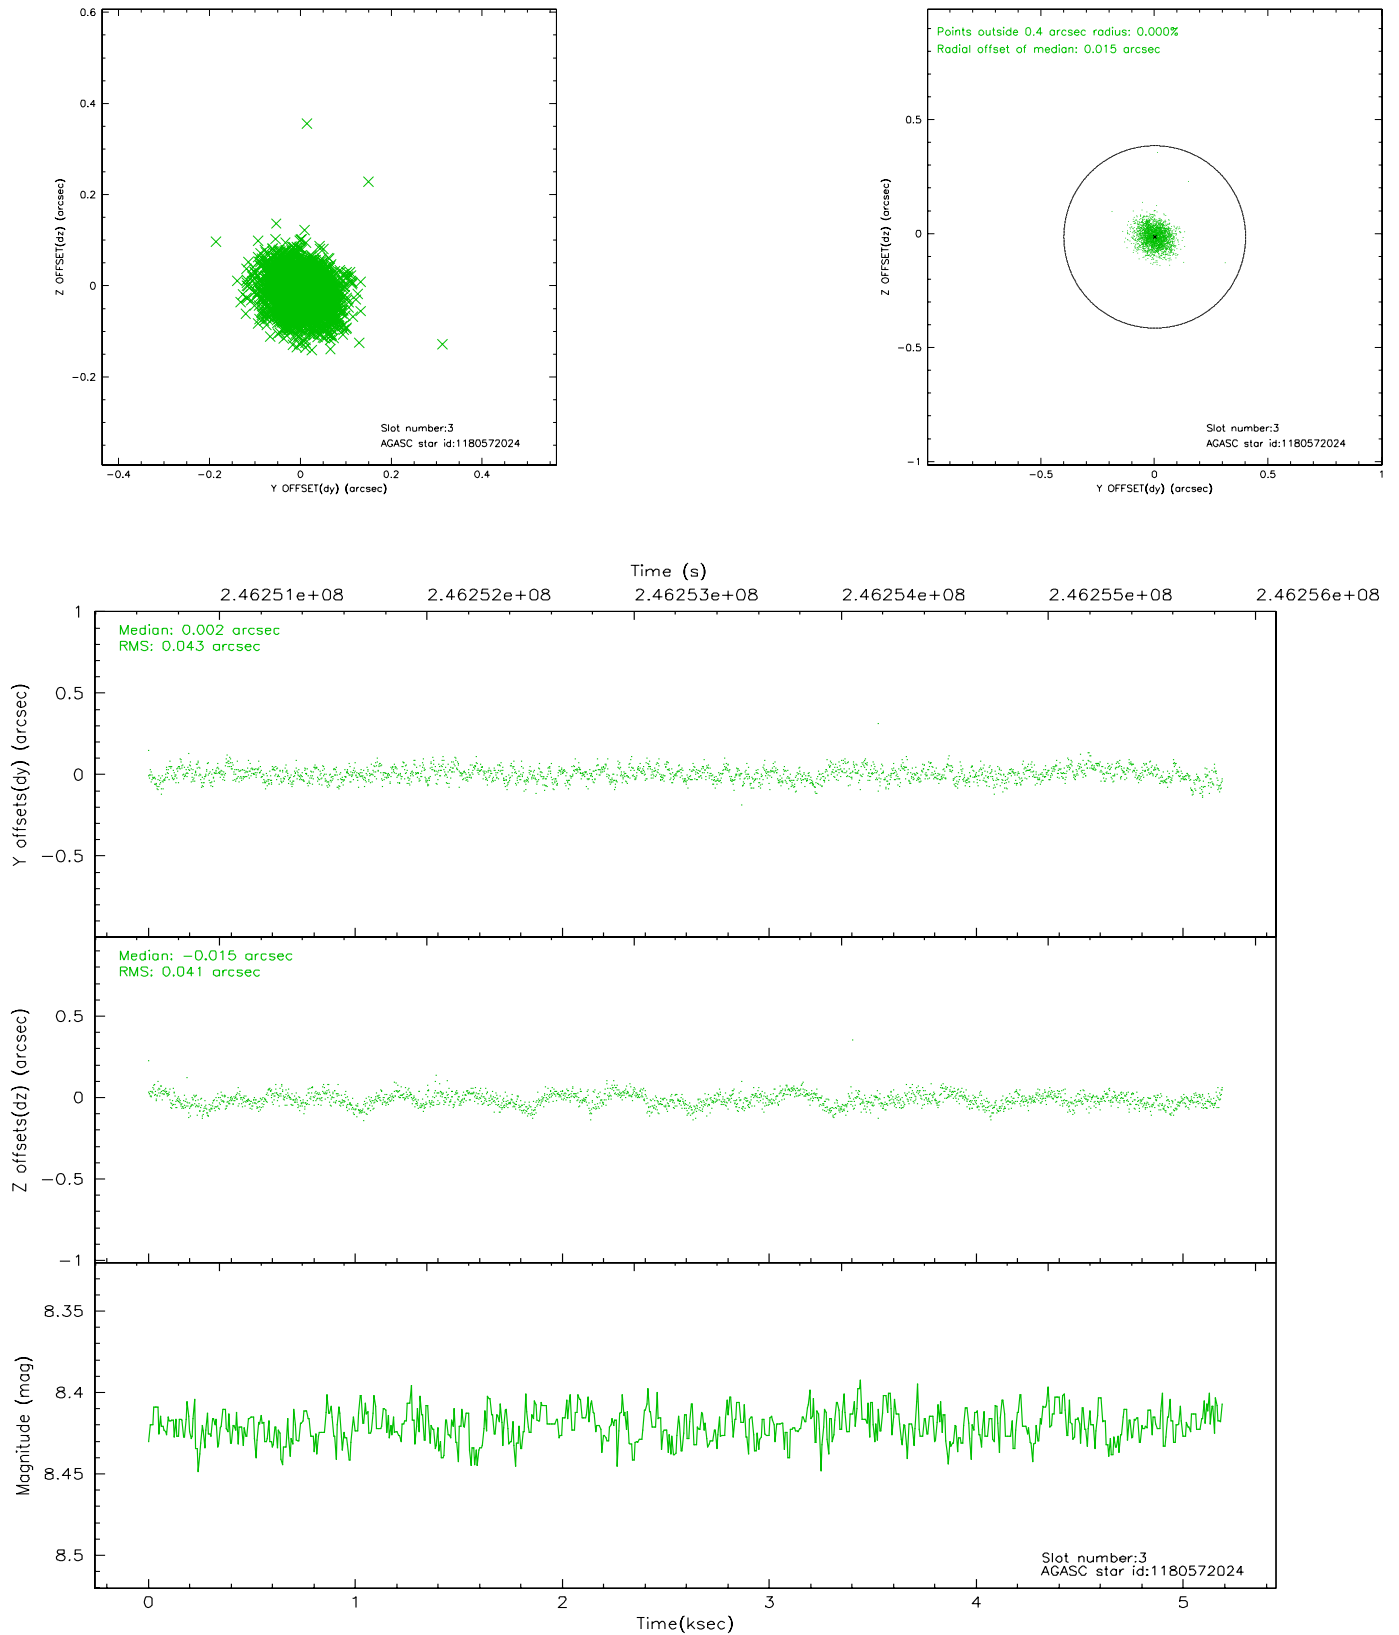 0.6
0.4
0.2
0
−0.2
Z OFFSET(dz) (arcsec)
Slot number:3
AGASC star id:1180572024
−0.4 −0.2 0 0.2 0.4
Y OFFSET(dy) (arcsec)
Points outside 0.4 arcsec radius: 0.000%
Radial offset of median: 0.015 arcsec
0.5
0
−0.5
−1
Z OFFSET(dz) (arcsec)
Slot number:3
AGASC star id:1180572024
−0.5 0 0.5 1
Y OFFSET(dy) (arcsec)
Time (s)
2.46251e+08 2.46252e+08 2.46253e+08 2.46254e+08 2.46255e+08 2.46256e+08
Median: 0.002 arcsec
RMS: 0.043 arcsec
1
0.5
0
−0.5
Y offsets(dy) (arcsec)
Median: −0.015 arcsec
RMS: 0.041 arcsec
0.5
0
−0.5
−1
Z offsets(dz) (arcsec)
8.35
8.4
8.45
8.5
Magnitude (mag)
Slot number:3
AGASC star id:1180572024
0 1 2 3 4 5
Time(ksec)